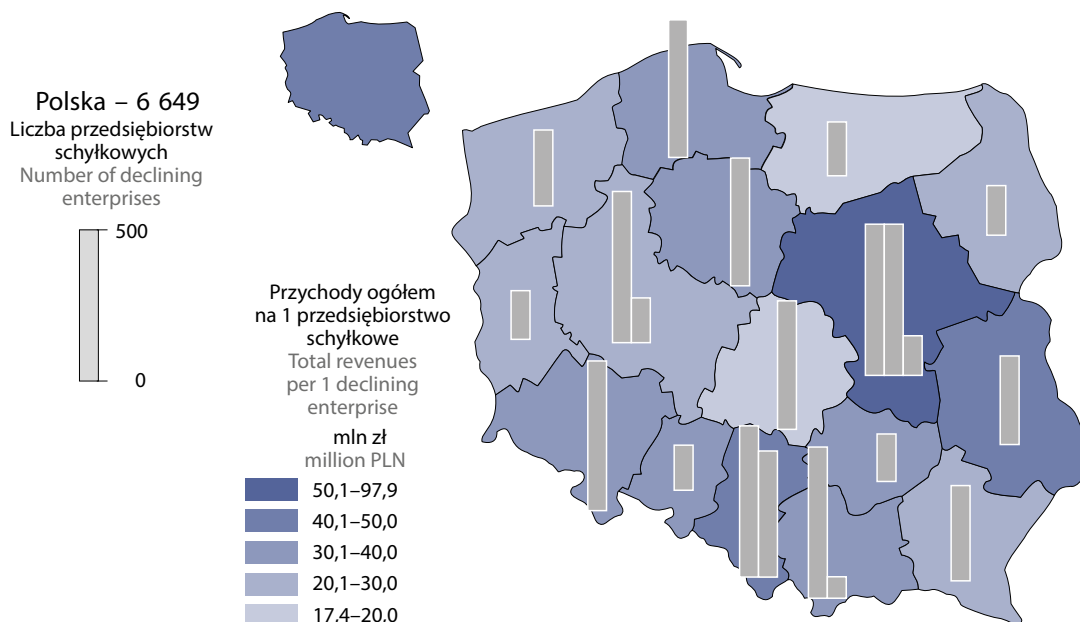 Polska – 6 649
Liczba przedsiębiorstw
schyłkowych
Number of declining
enterprises
500
0
Przychody ogółem
na 1 przedsiębiorstwo
schyłkowe
Total revenues
per 1 declining
enterprise
mln zł
million PLN
50,1–97,9
40,1–50,0
30,1–40,0
20,1–30,0
17,4–20,0